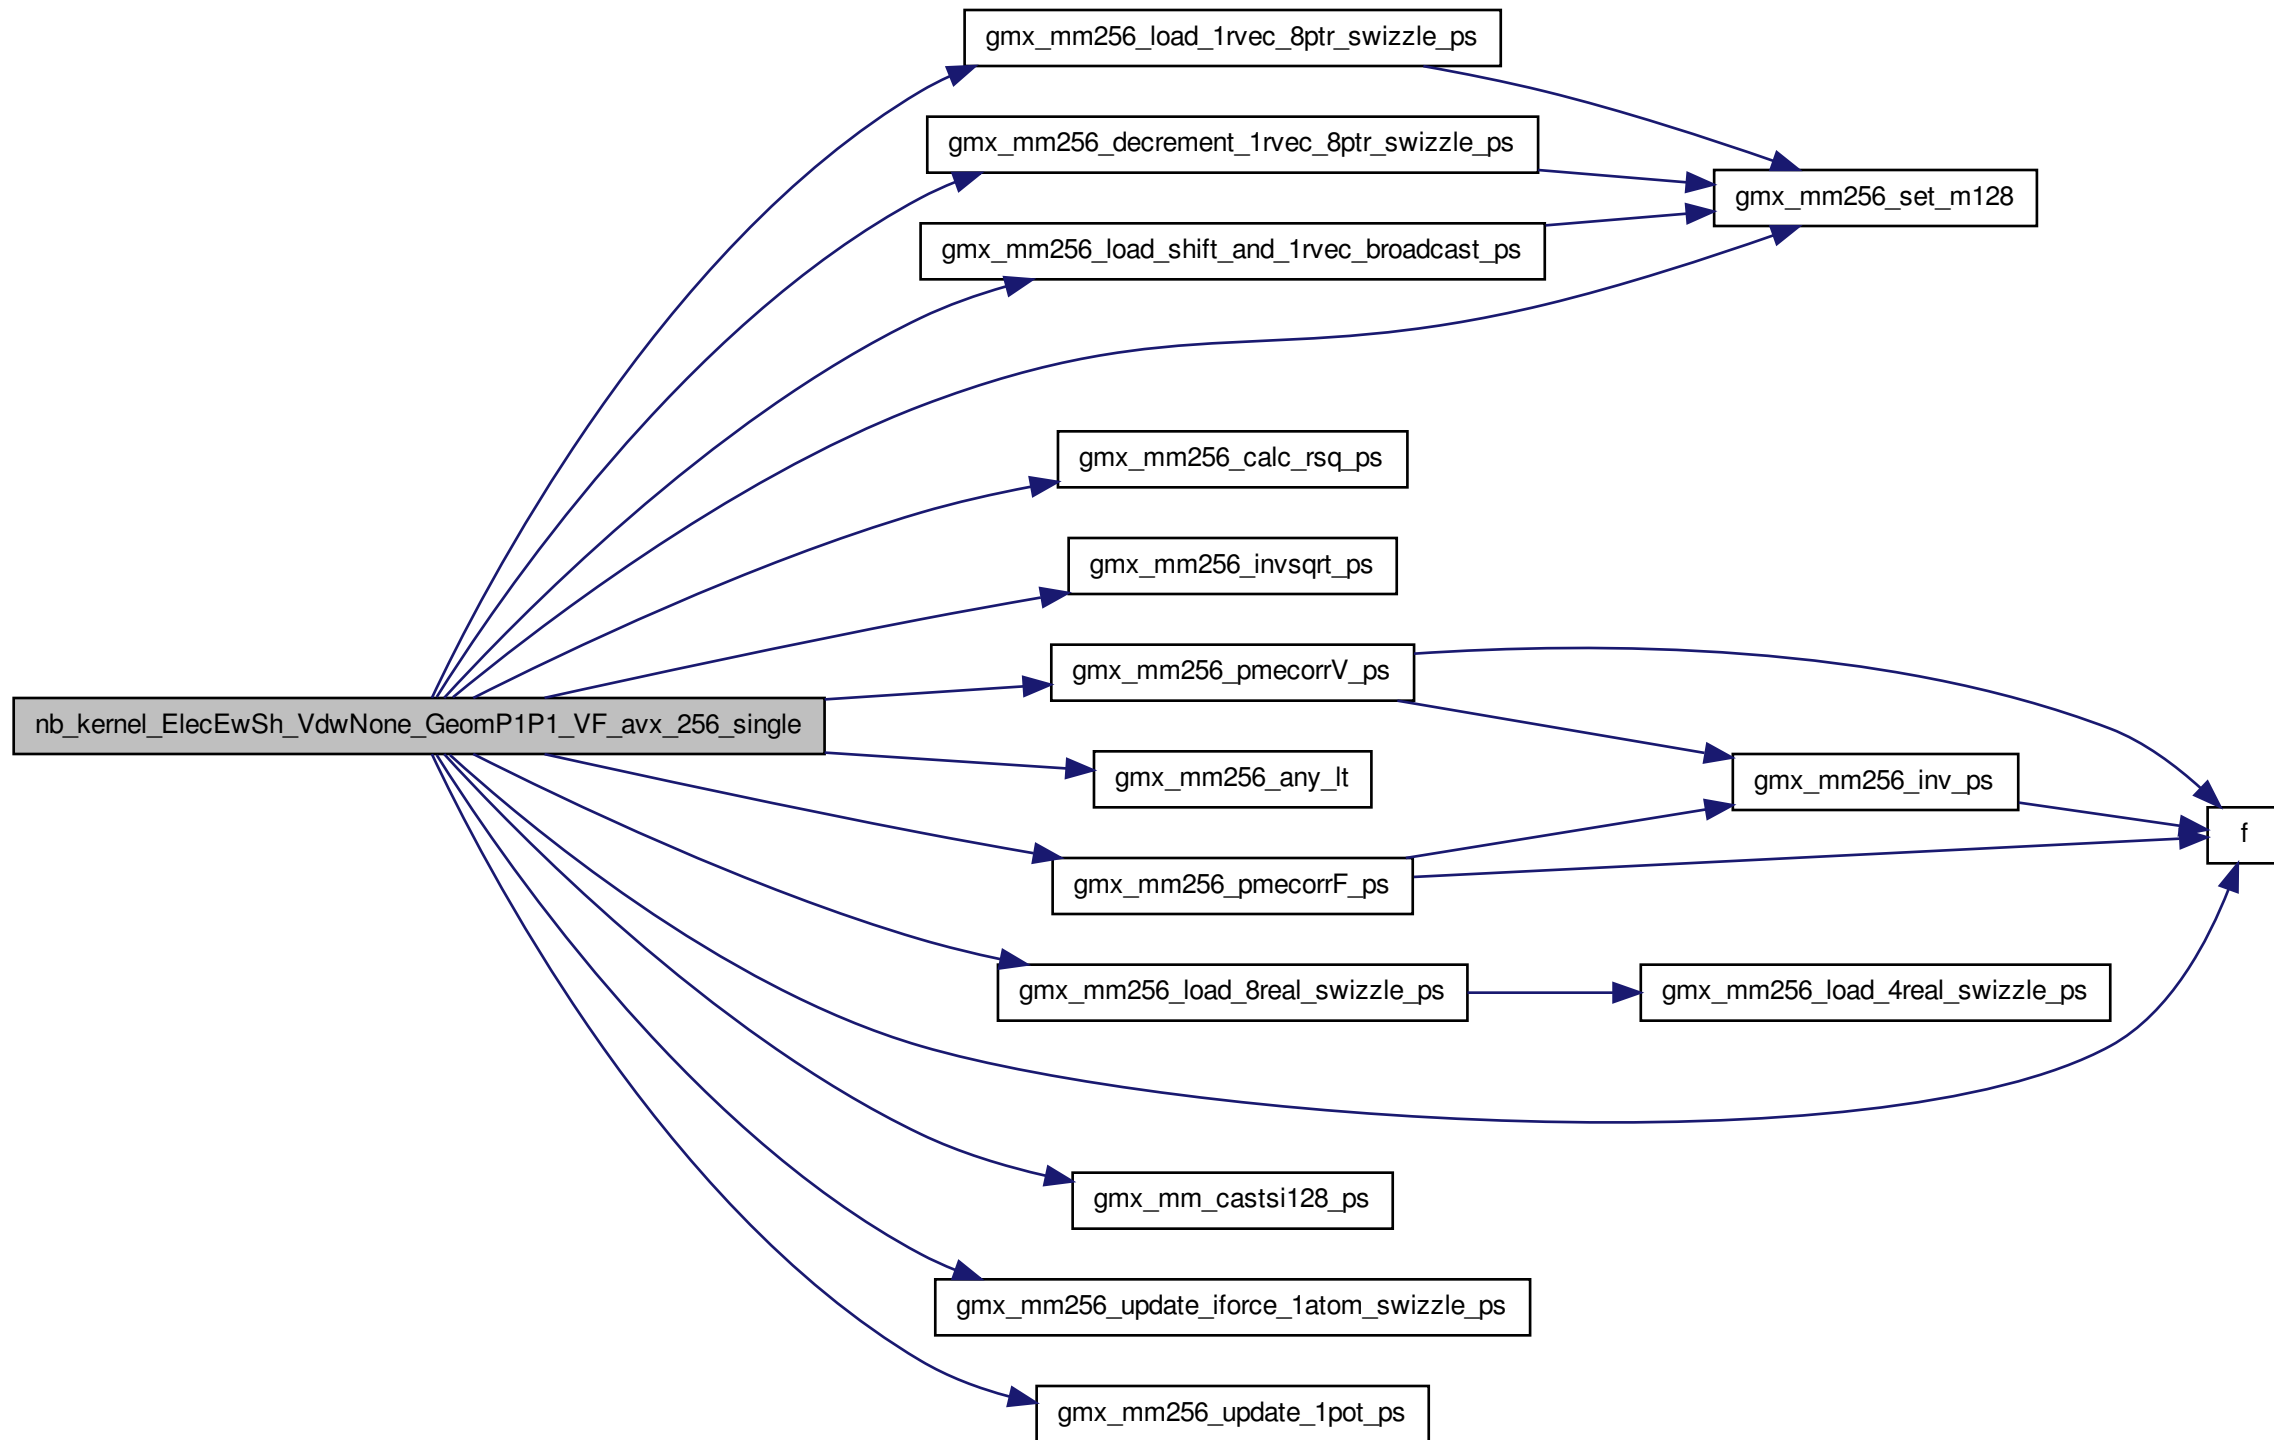 gmx_mm256_load_1rvec_8ptr_swizzle_ps
gmx_mm256_decrement_1rvec_8ptr_swizzle_ps
gmx_mm256_set_m128
gmx_mm256_load_shift_and_1rvec_broadcast_ps
gmx_mm256_calc_rsq_ps
gmx_mm256_invsqrt_ps
gmx_mm256_pmecorrV_ps
nb_kernel_ElecEwSh_VdwNone_GeomP1P1_VF_avx_256_single
gmx_mm256_any_lt
gmx_mm256_inv_ps
f
gmx_mm256_pmecorrF_ps
gmx_mm256_load_8real_swizzle_ps
gmx_mm256_load_4real_swizzle_ps
gmx_mm_castsi128_ps
gmx_mm256_update_iforce_1atom_swizzle_ps
gmx_mm256_update_1pot_ps